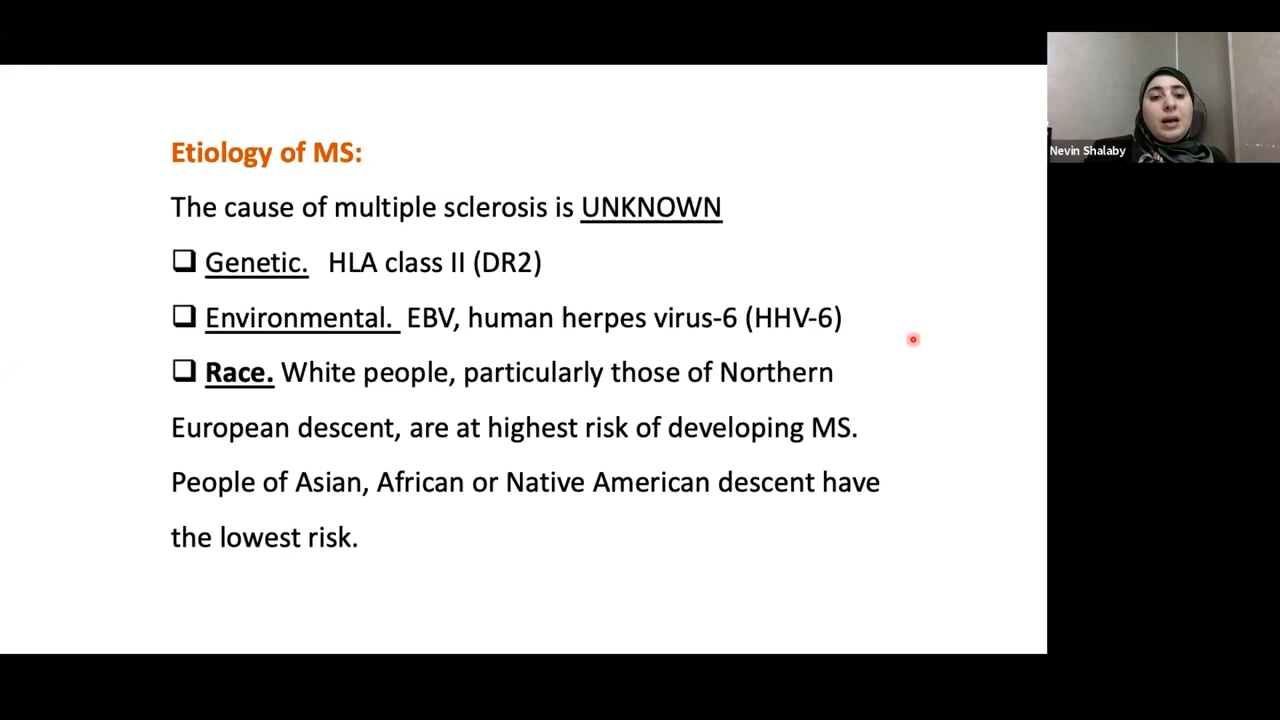 Etiology of MS:
The cause of multiple sclerosis is UNKNOWN
❑ Genetic. HLA class II (DR2)
❑ Environmental. EBV, human herpes virus-6 (HHV-6)
❑ Race. White people, particularly those of Northern
European descent, are at highest risk of developing MS.
People of Asian, African or Native American descent have
the lowest risk.
Nevin Shalaby